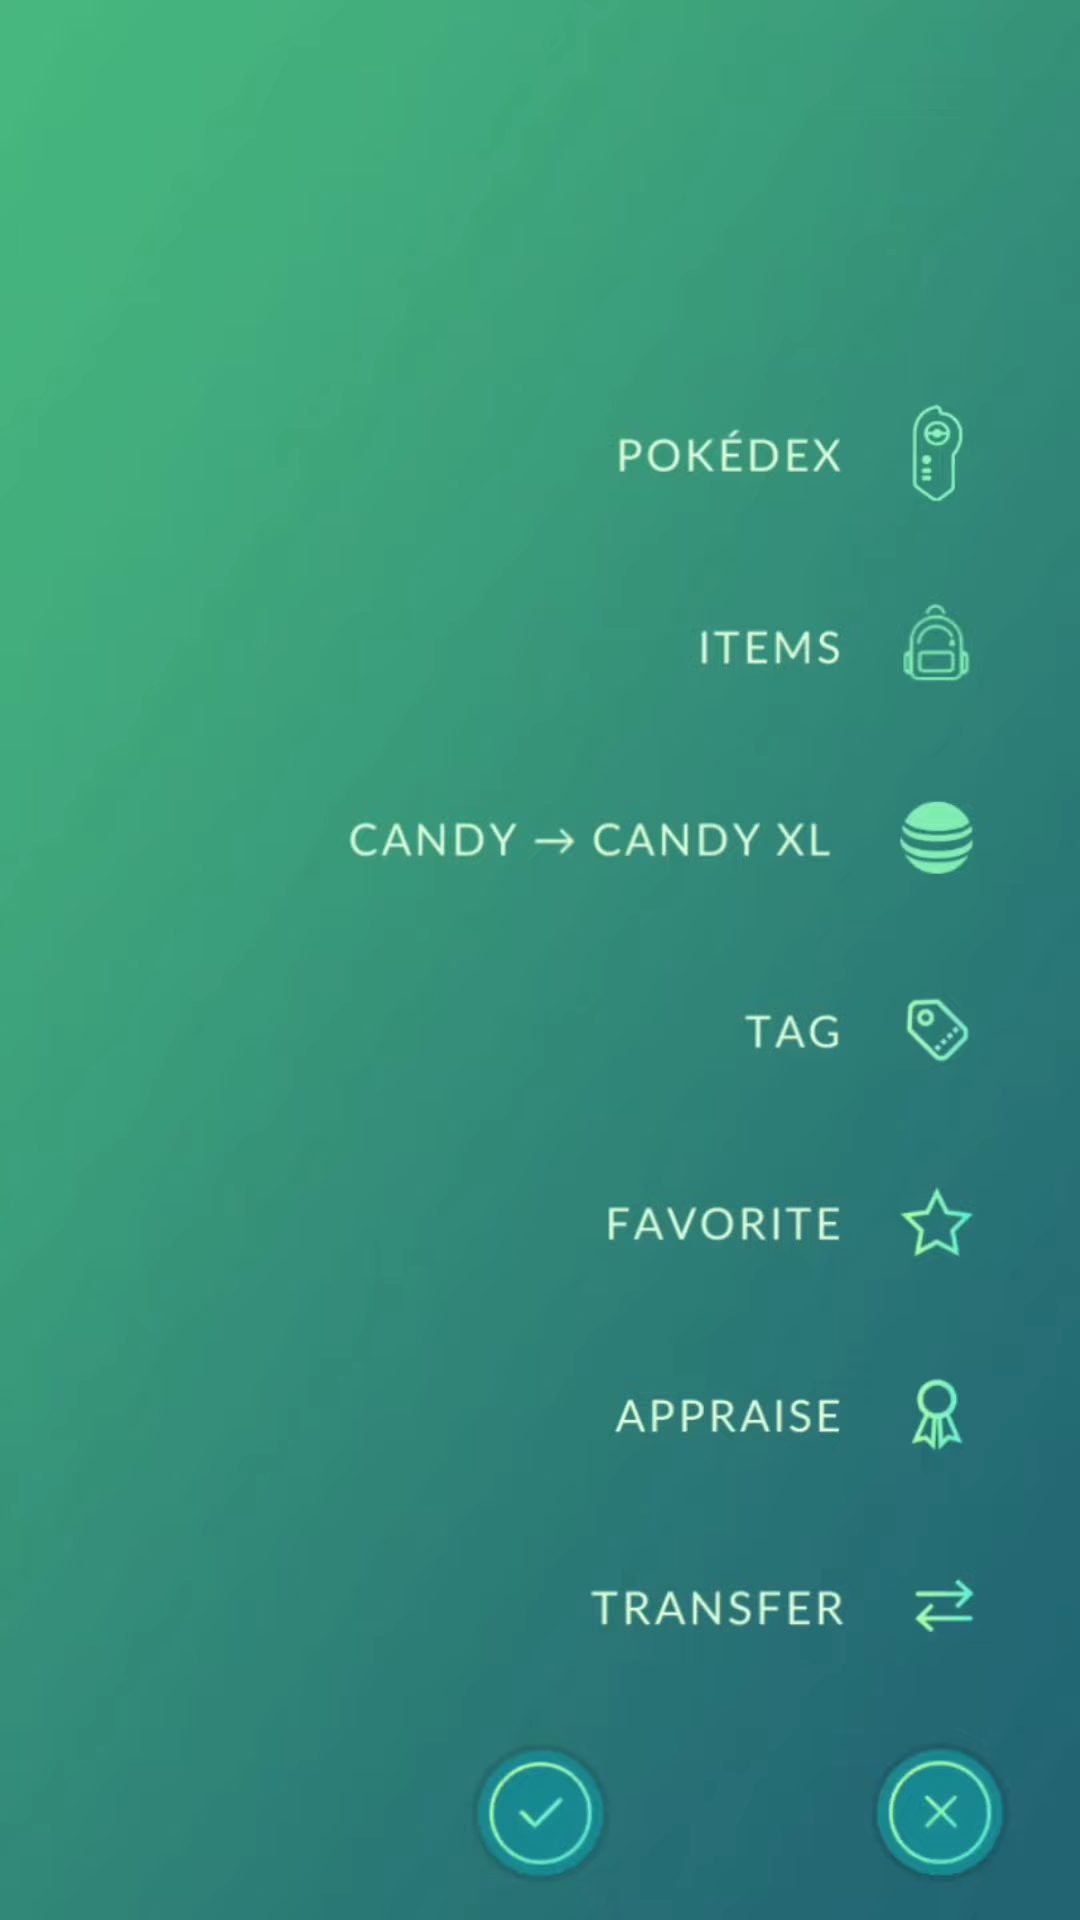 POKÉDEX
ITEMS
CANDY → CANDY XL
TAG
FAVORITE
APPRAISE
TRANSFER